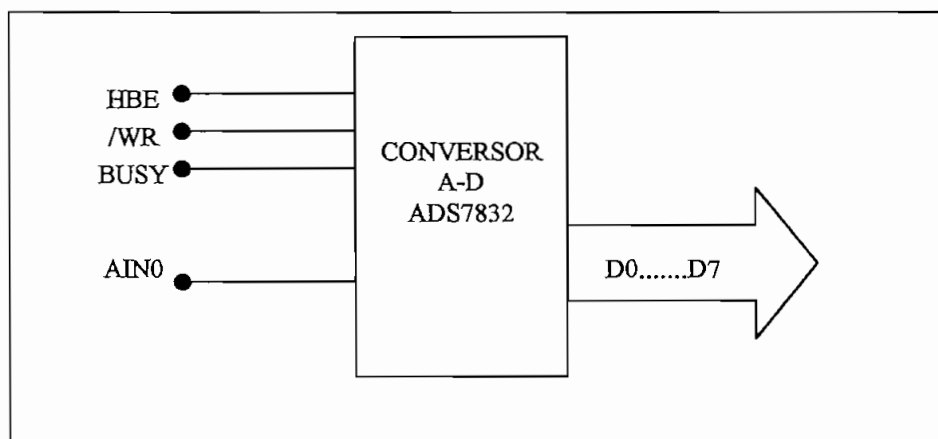 HBE
/WR
BUSY
AIN0
CONVERSOR
A-D
ADS7832
D0.......D7